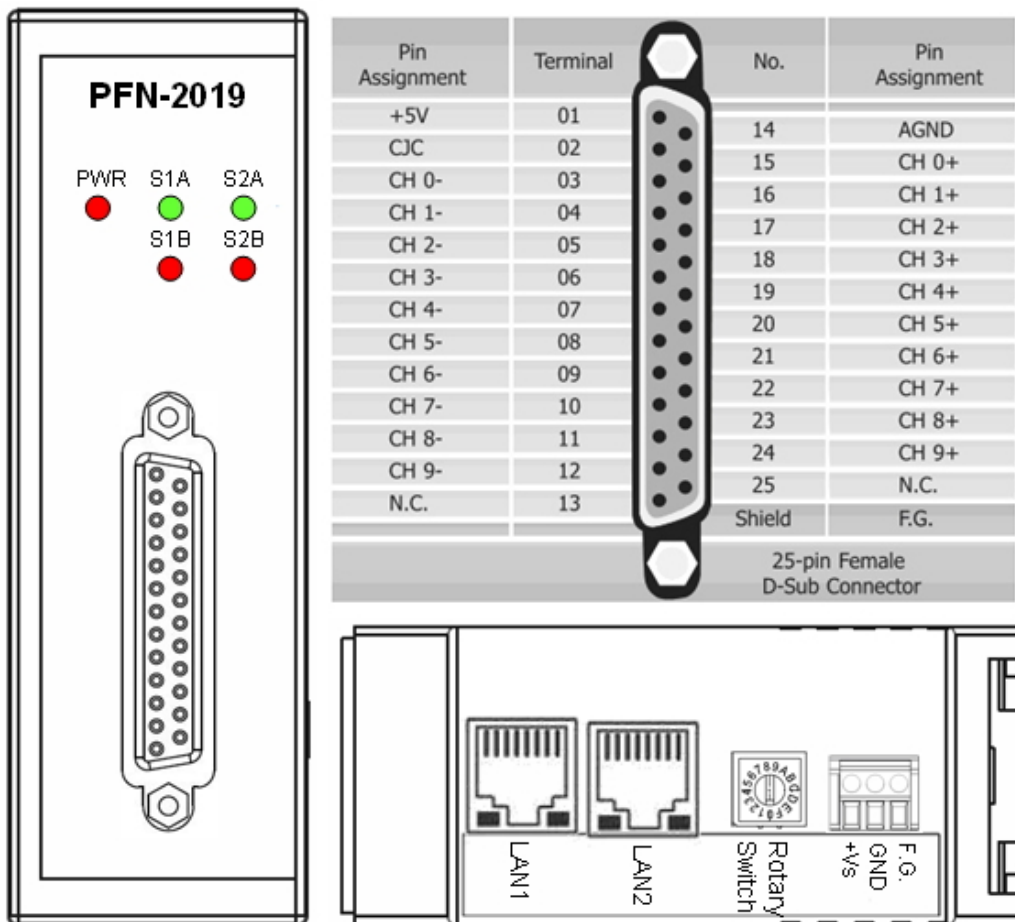 PFN-2019
PWR S1A S2A
S1B S2B
Pin Assignment Terminal No. Pin Assignment
+5V 01
14 AGND
CJC 02
15 CH 0+
CH 0- 03
16 CH 1+
CH 1- 04
17 CH 2+
CH 2- 05
18 CH 3+
CH 3- 06
19 CH 4+
CH 4- 07
20 CH 5+
CH 5- 08
21 CH 6+
CH 6- 09
22 CH 7+
CH 7- 10
23 CH 8+
CH 8- 11
24 CH 9+
CH 9- 12
25 N.C.
N.C. 13
Shield F.G.
25-pin Female
D-Sub Connector
0123456789ABCDEF
LAN1
LAN2
Rotary
Switch
F.G.
GND
+Vs